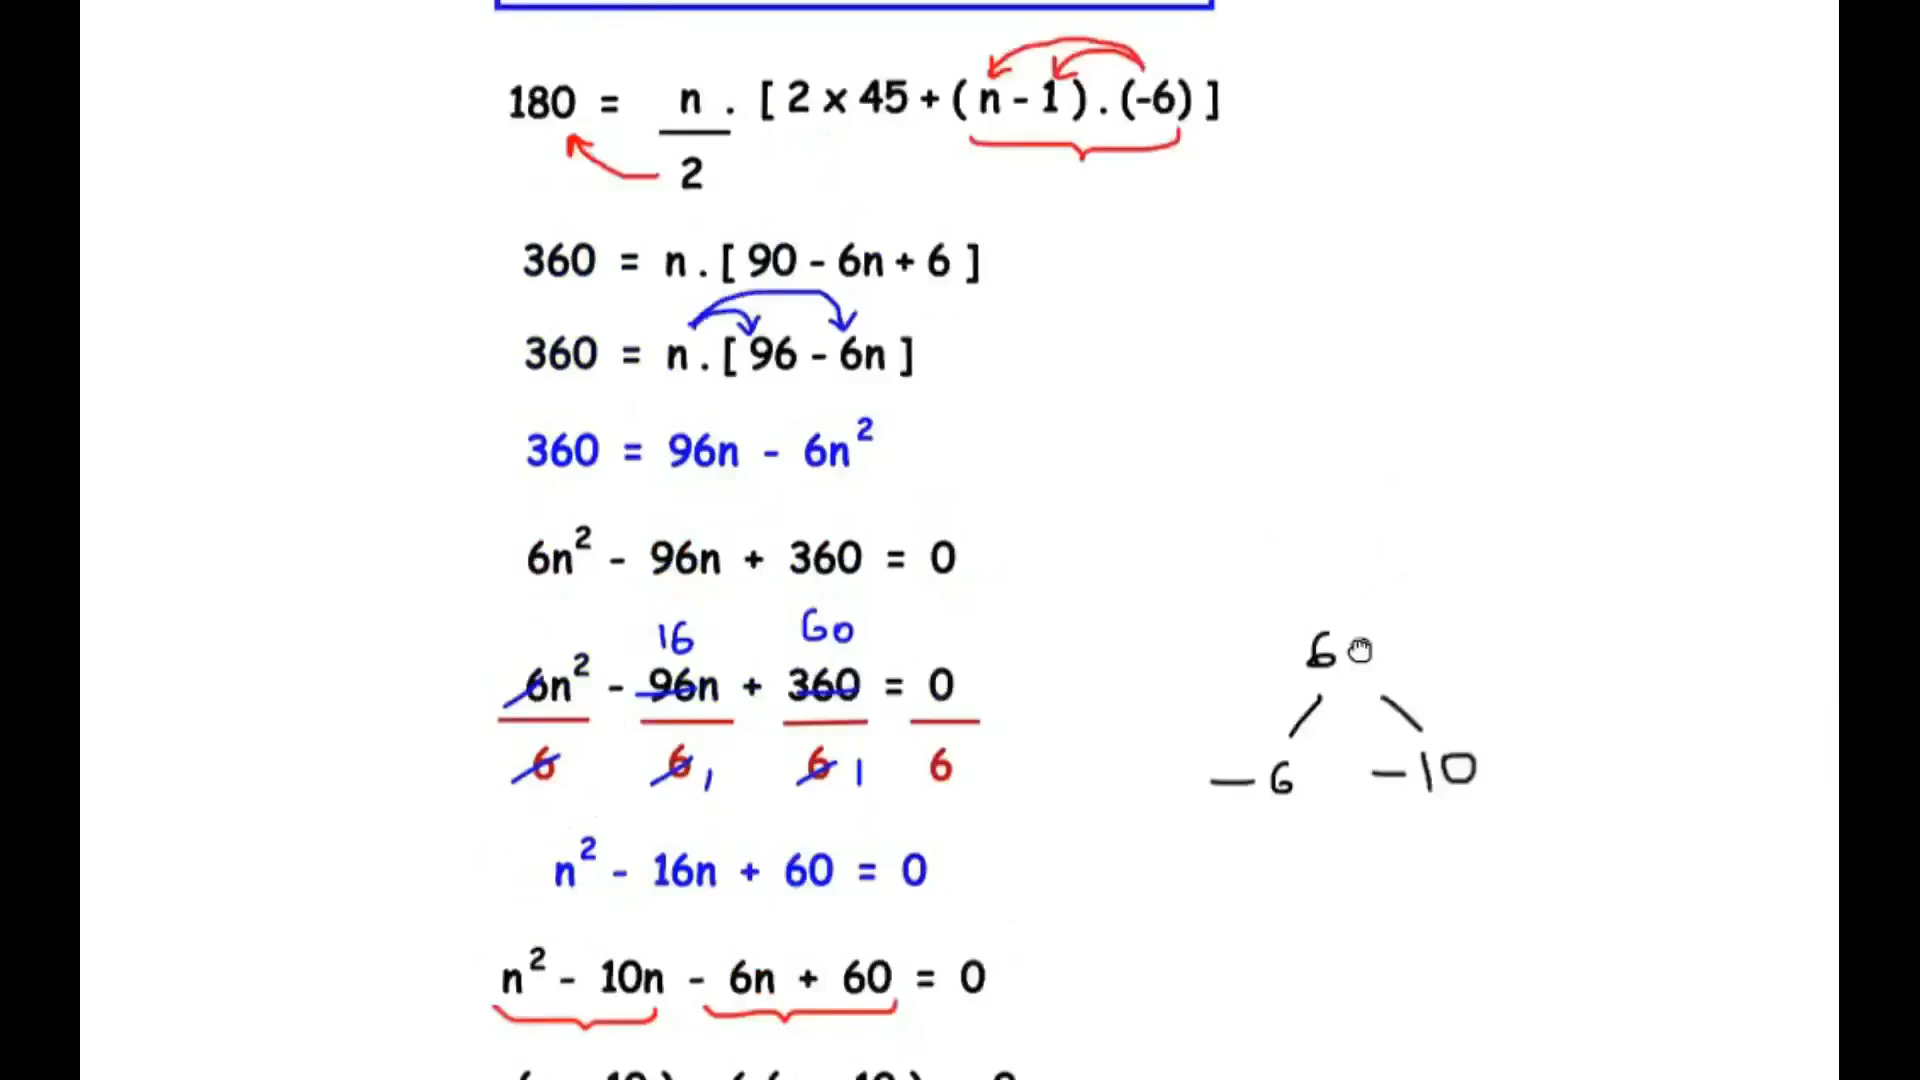 180 = n/2 . [ 2 x 45 + ( n - 1 ) . (-6) ]
360 = n . [ 90 - 6n + 6 ]
360 = n . [ 96 - 6n ]
360 = 96n - 6n²
6n² - 96n + 360 = 0
16 60
6n² - 96n + 360 = 0
6 6 1 6 1 6
60
-6 -10
n² - 16n + 60 = 0
n² - 10n - 6n + 60 = 0